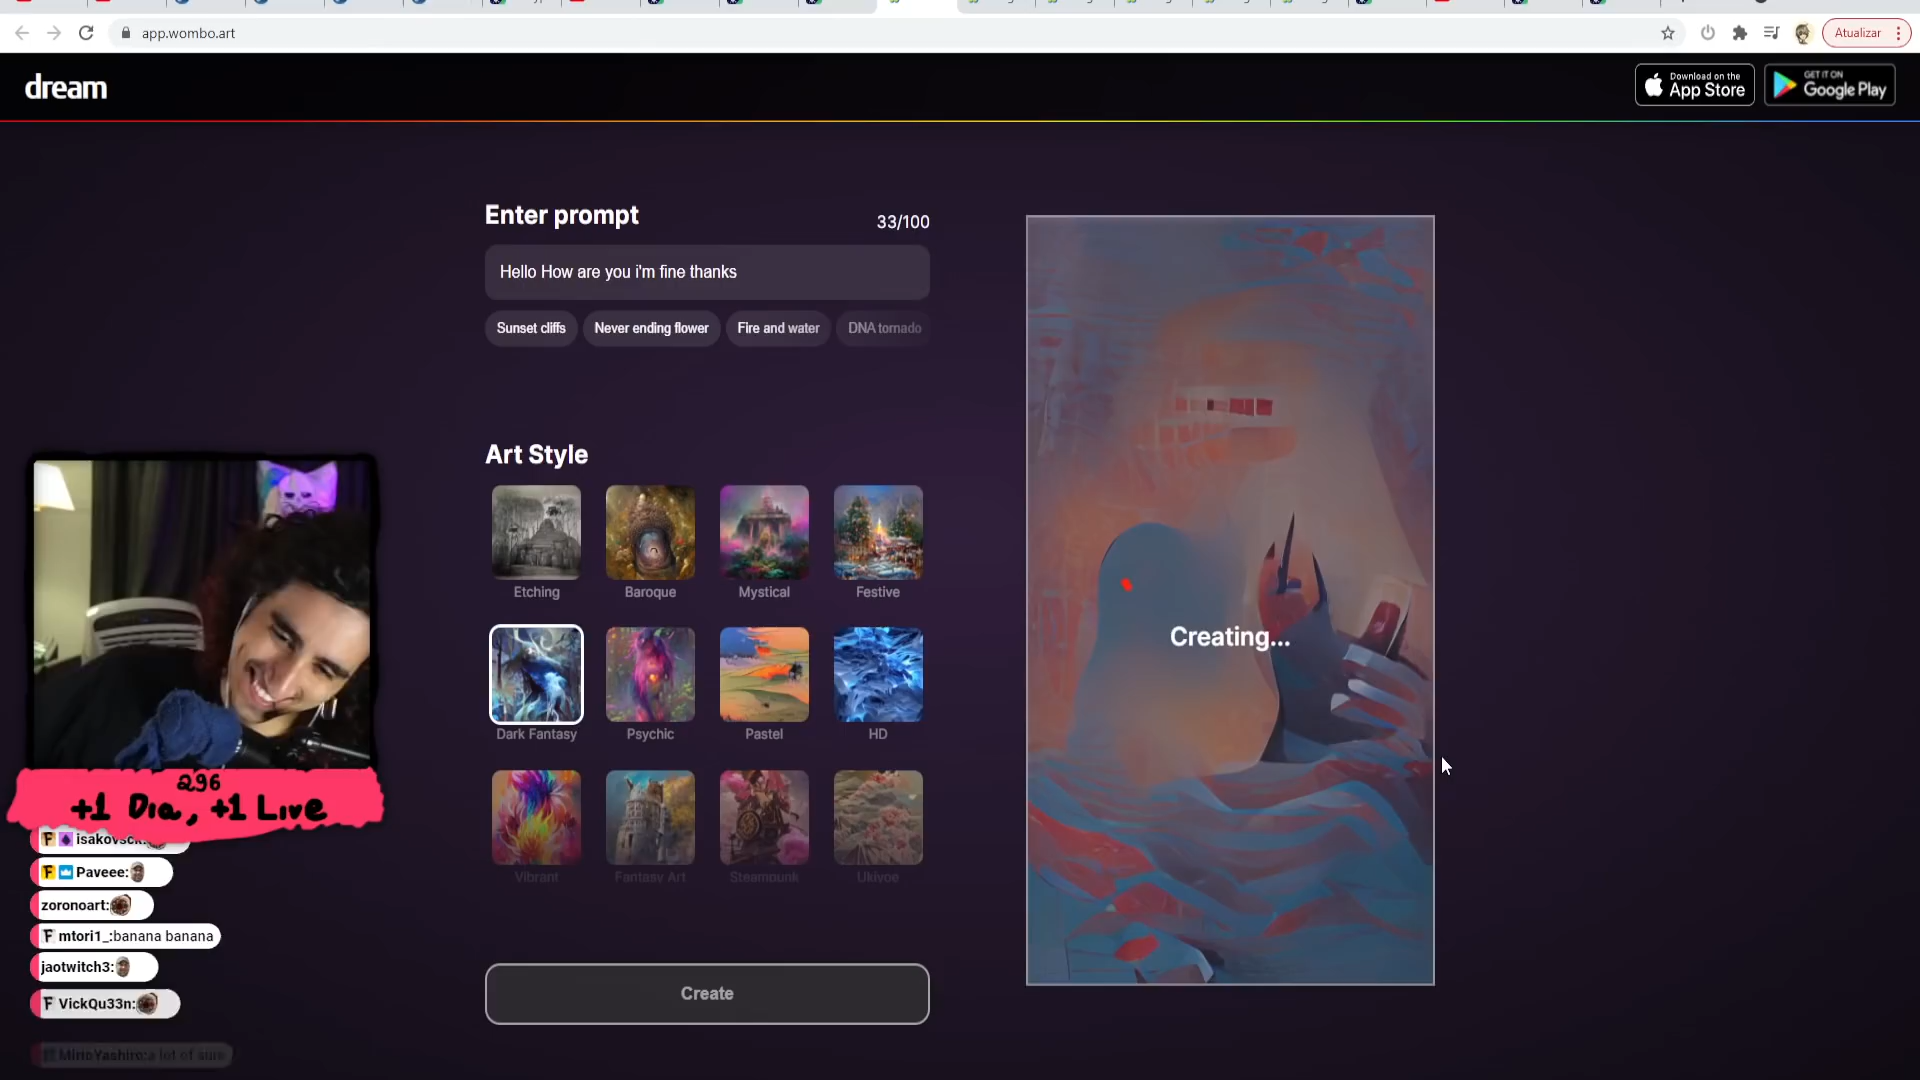 app.wombo.art
Atualizar
dream
Download on the
App Store
GET IT ON
Google Play
Enter prompt
33/100
Hello How are you i'm fine thanks
Sunset cliffs
Never ending flower
Fire and water
DNA tornado
Art Style
Etching
Baroque
Mystical
Festive
Dark Fantasy
Psychic
Pastel
HD
Vibrant
Fantasy Art
Steampunk
Ukiyoe
Creating...
Create
296
+1 Dia, +1 Live
isakovsck:
F Paveee:
zoronoart:
F mtori1_:banana banana
jaotwitch3:
F VickQu33n: